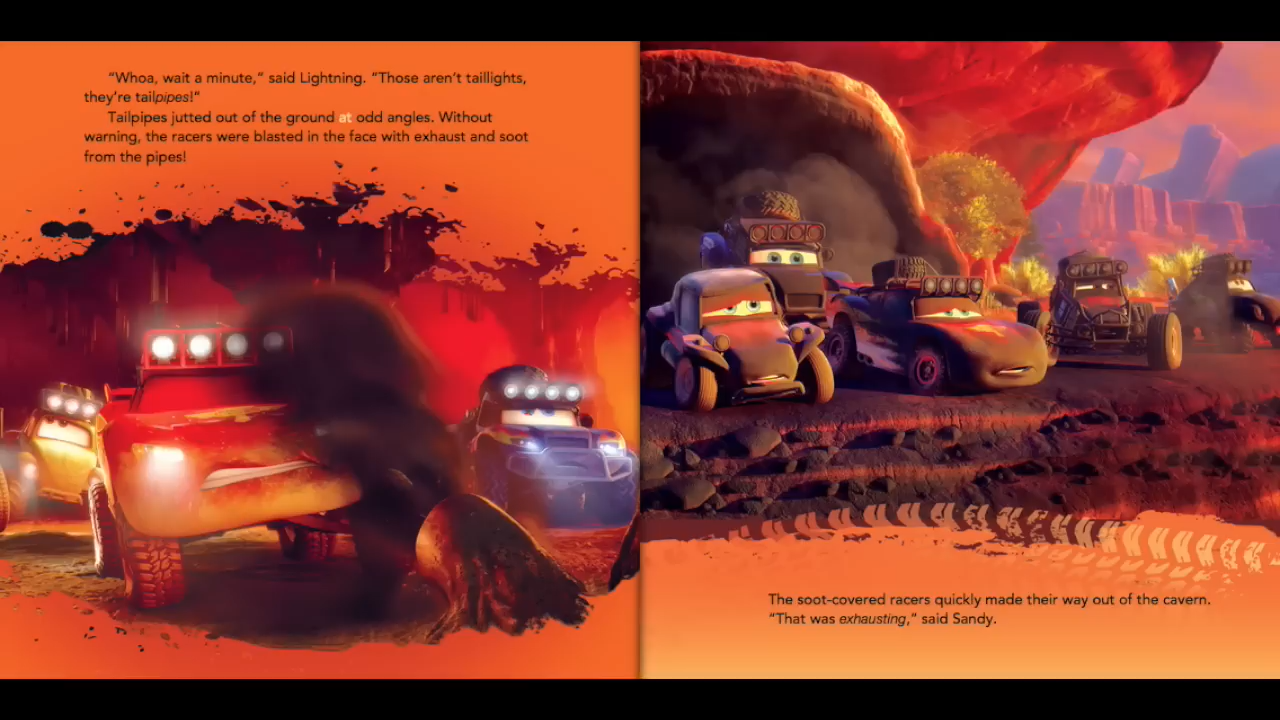 “Whoa, wait a minute,“ said Lightning. “Those aren’t taillights,
they’re tailpipes!“
Tailpipes jutted out of the ground at odd angles. Without
warning, the racers were blasted in the face with exhaust and soot
from the pipes!
The soot-covered racers quickly made their way out of the cavern.
“That was exhausting,“ said Sandy.